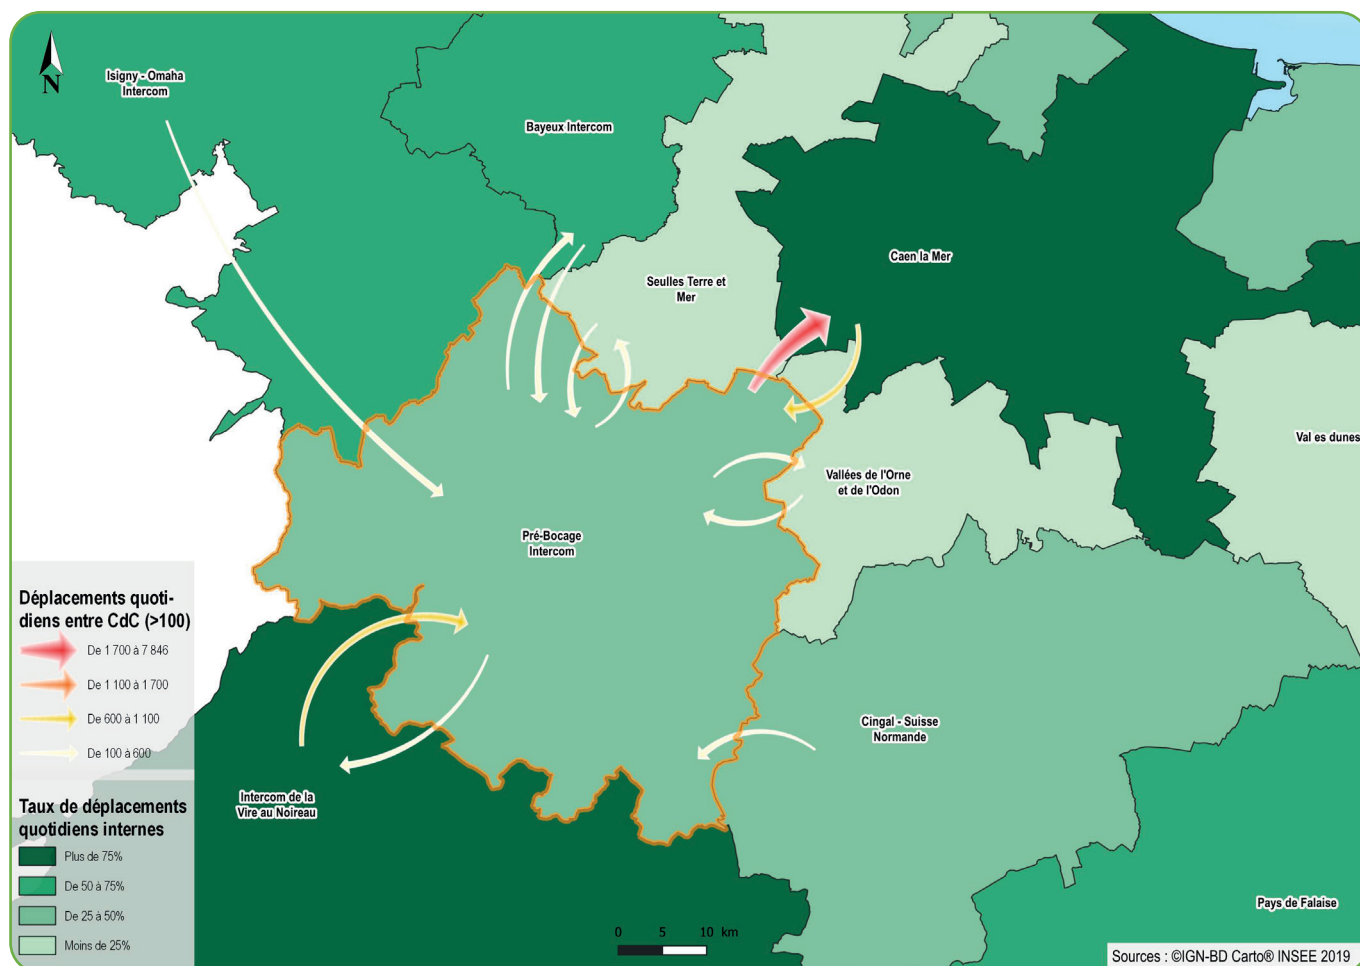 N
Isigny - Omaha
Intercom
Bayeux Intercom
Caen la Mer
Seulles Terre et
Mer
Val es dunes
Vallées de l'Orne
et de l'Odon
Pré-Bocage
Intercom
Cingal - Suisse
Normande
Intercom de la
Vire au Noireau
Pays de Falaise
Déplacements quoti-
diens entre CdC (>100)
De 1 700 à 7 846
De 1 100 à 1 700
De 600 à 1 100
De 100 à 600
Taux de déplacements
quotidiens internes
Plus de 75%
De 50 à 75%
De 25 à 50%
Moins de 25%
0 5 10 km
Sources : ©IGN-BD Carto® INSEE 2019